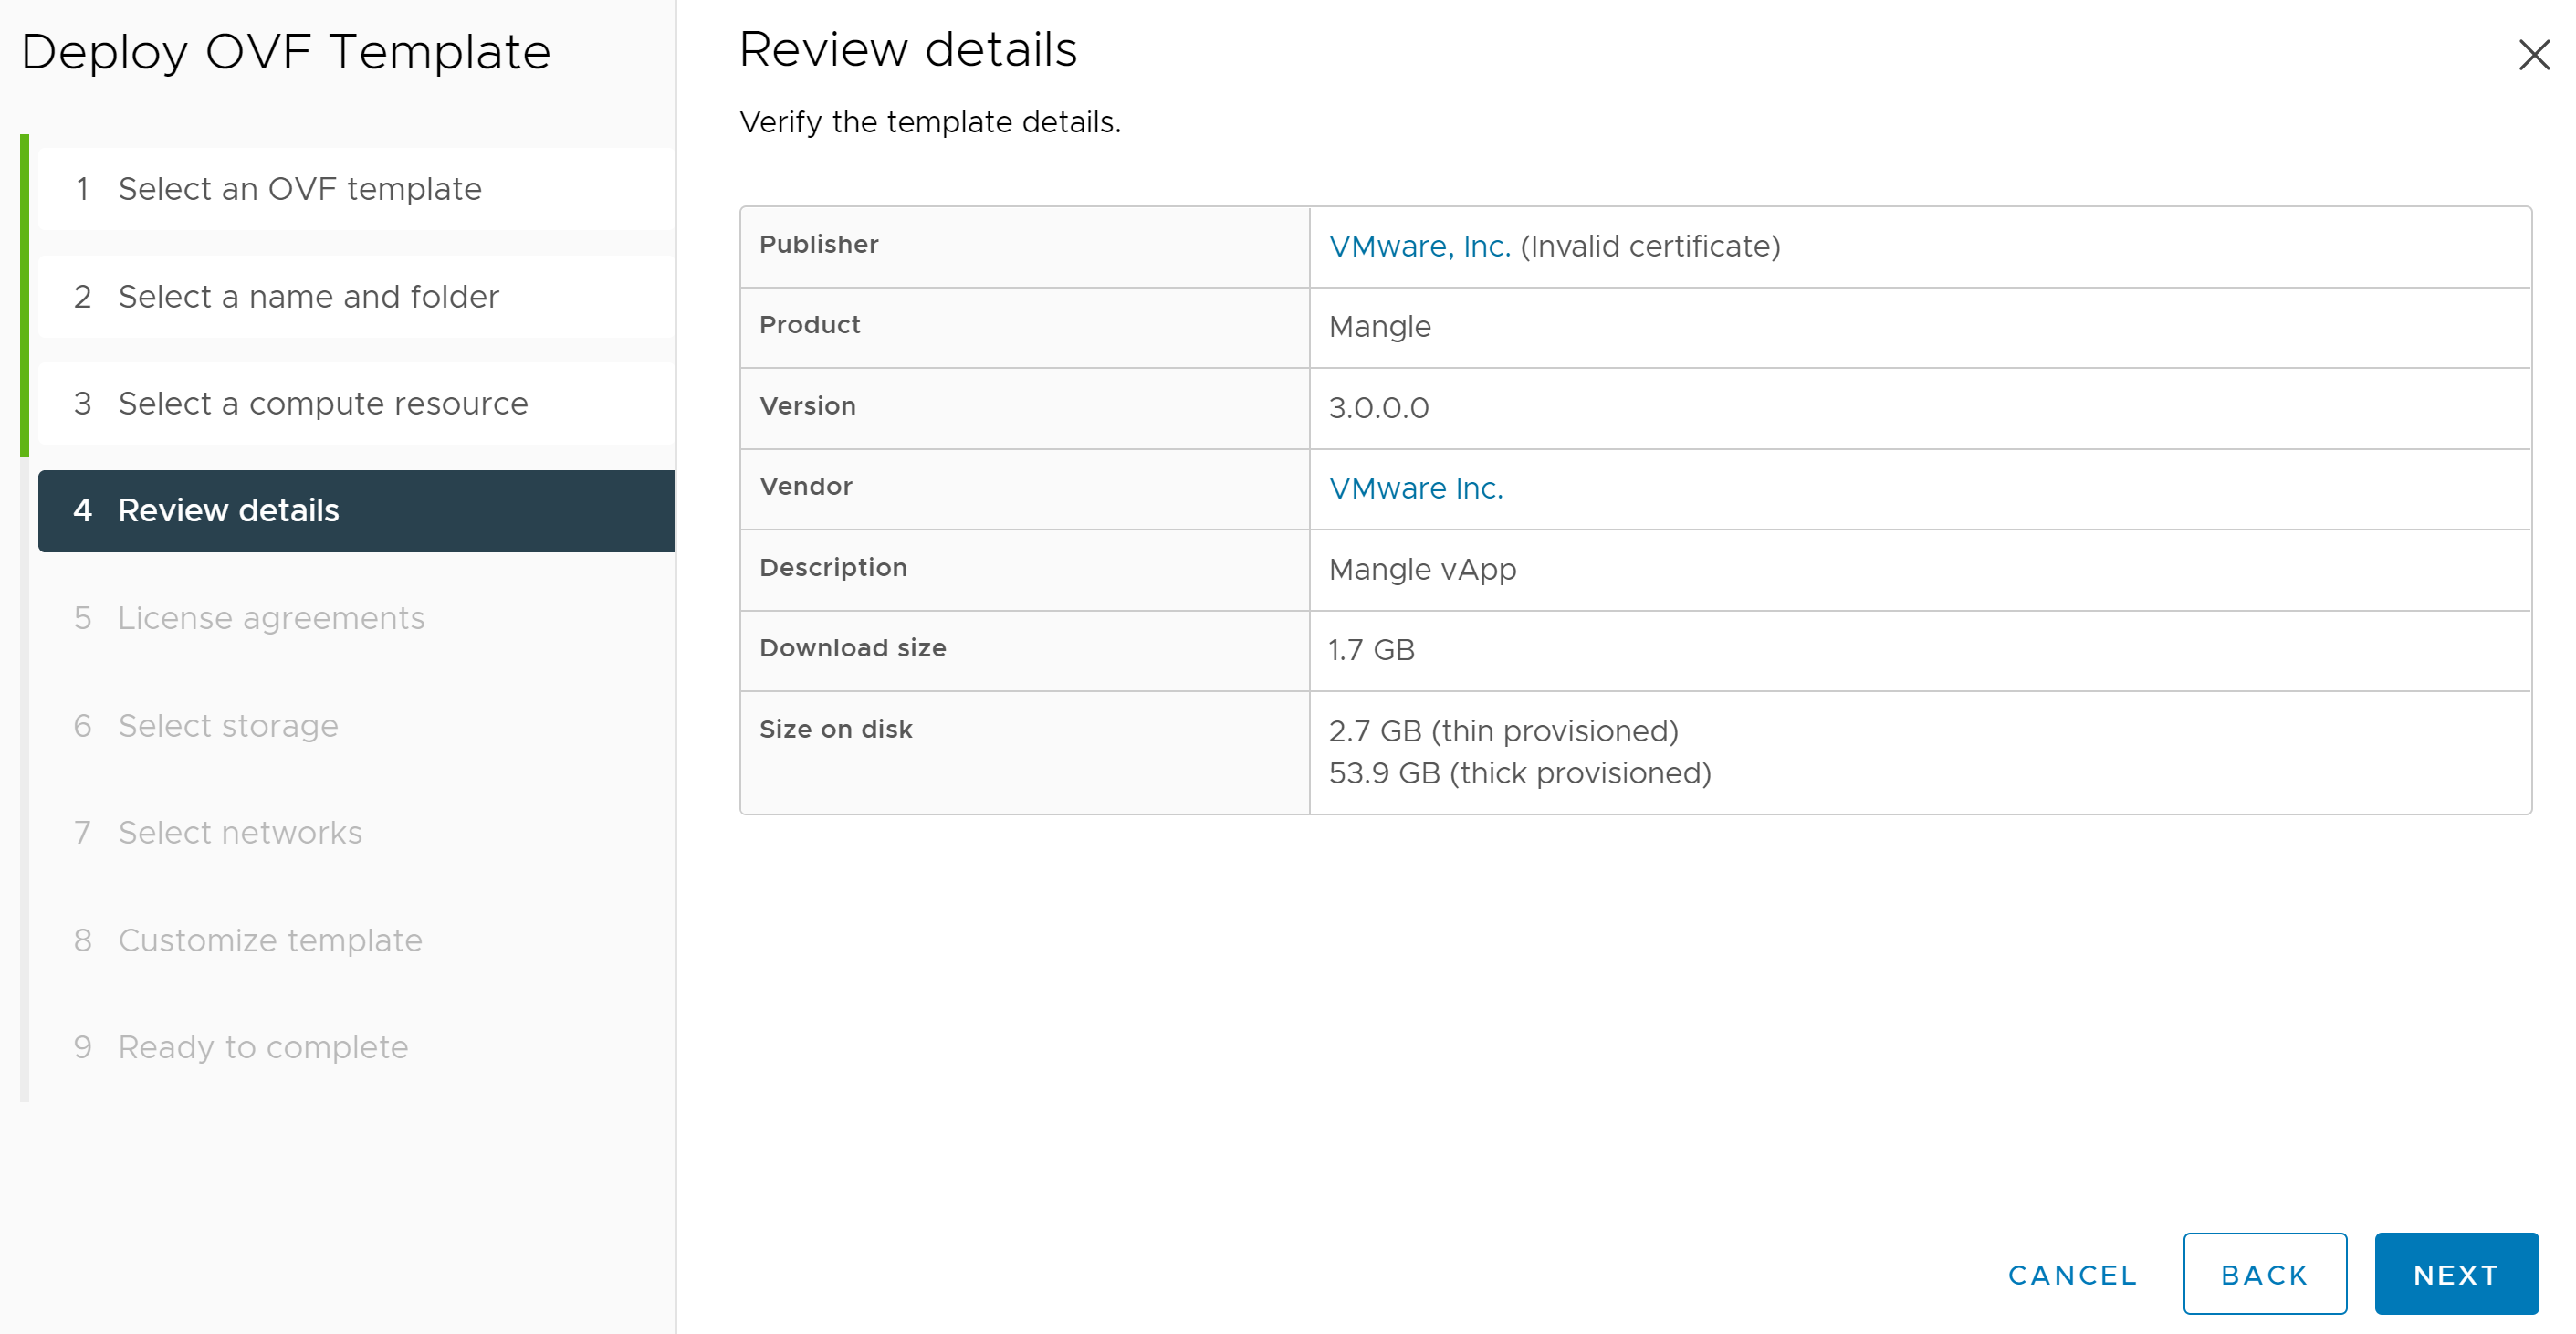 Deploy OVF Template
1 Select an OVF template
2 Select a name and folder
3 Select a compute resource
4 Review details
5 License agreements
6 Select storage
7 Select networks
8 Customize template
9 Ready to complete
Review details
Verify the template details.
Publisher VMware, Inc. (Invalid certificate)
Product Mangle
Version 3.0.0.0
Vendor VMware Inc.
Description Mangle vApp
Download size 1.7 GB
Size on disk 2.7 GB (thin provisioned)
53.9 GB (thick provisioned)
CANCEL BACK NEXT